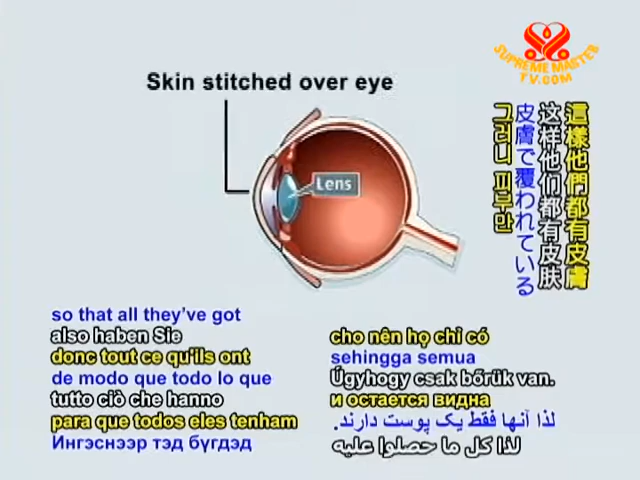 SUPREME MASTER
TV.COM
Skin stitched over eye
Lens
這樣他們都有皮膚
这样他们都有皮肤
皮膚で覆われている
그러니 피부만
so that all they've got
also haben Sie
donc tout ce qu'ils ont
de modo que todo lo que
tutto ciò che hanno
para que todos eles tenham
Ингэснээр тэд бүгдэд
cho nên họ chỉ có
sehingga semua
Úgyhogy csak bőrük van.
и остается видна
لذا آنها فقط یک پوست دارند.
لذا كل ما حصلوا عليه